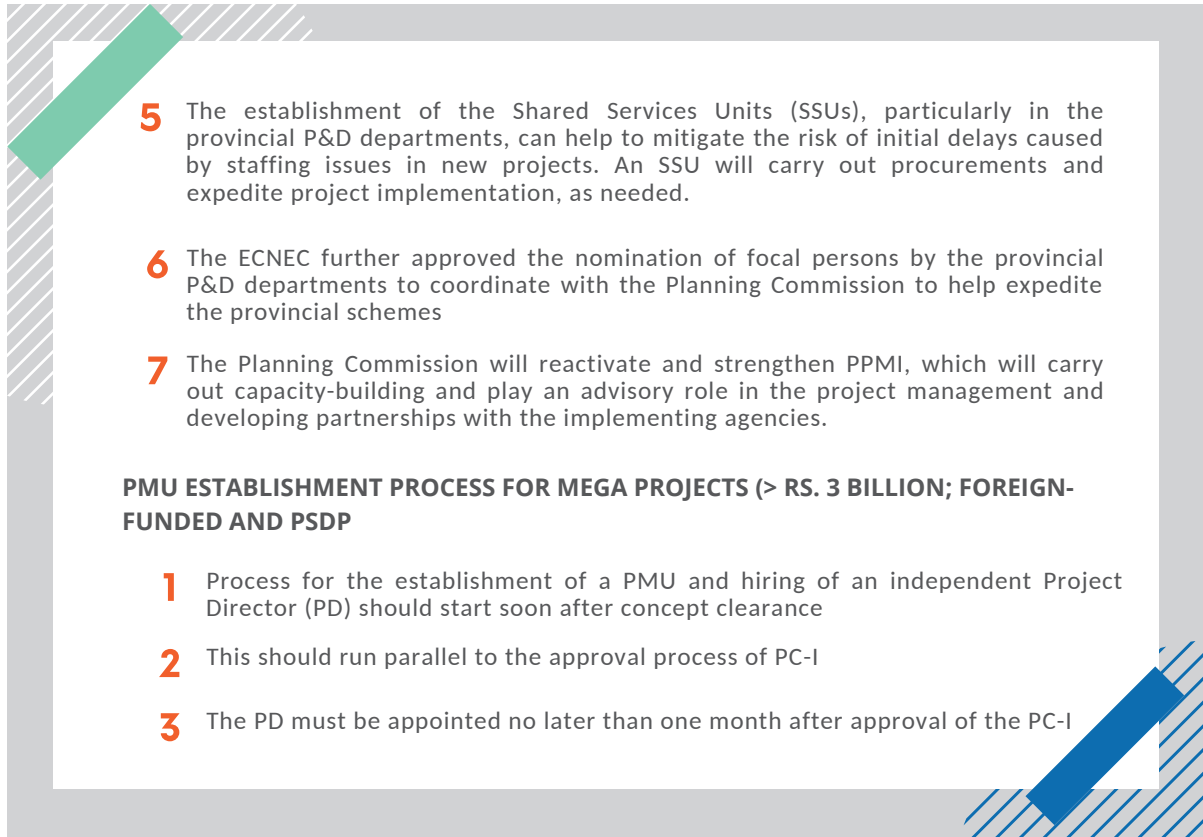 5 The establishment of the Shared Services Units (SSUs), particularly in the
provincial P&D departments, can help to mitigate the risk of initial delays caused
by staffing issues in new projects. An SSU will carry out procurements and
expedite project implementation, as needed.
6 The ECNEC further approved the nomination of focal persons by the provincial
P&D departments to coordinate with the Planning Commission to help expedite
the provincial schemes
7 The Planning Commission will reactivate and strengthen PPMI, which will carry
out capacity-building and play an advisory role in the project management and
developing partnerships with the implementing agencies.
PMU ESTABLISHMENT PROCESS FOR MEGA PROJECTS (> RS. 3 BILLION; FOREIGN-
FUNDED AND PSDP
1 Process for the establishment of a PMU and hiring of an independent Project
Director (PD) should start soon after concept clearance
2 This should run parallel to the approval process of PC-I
3 The PD must be appointed no later than one month after approval of the PC-I